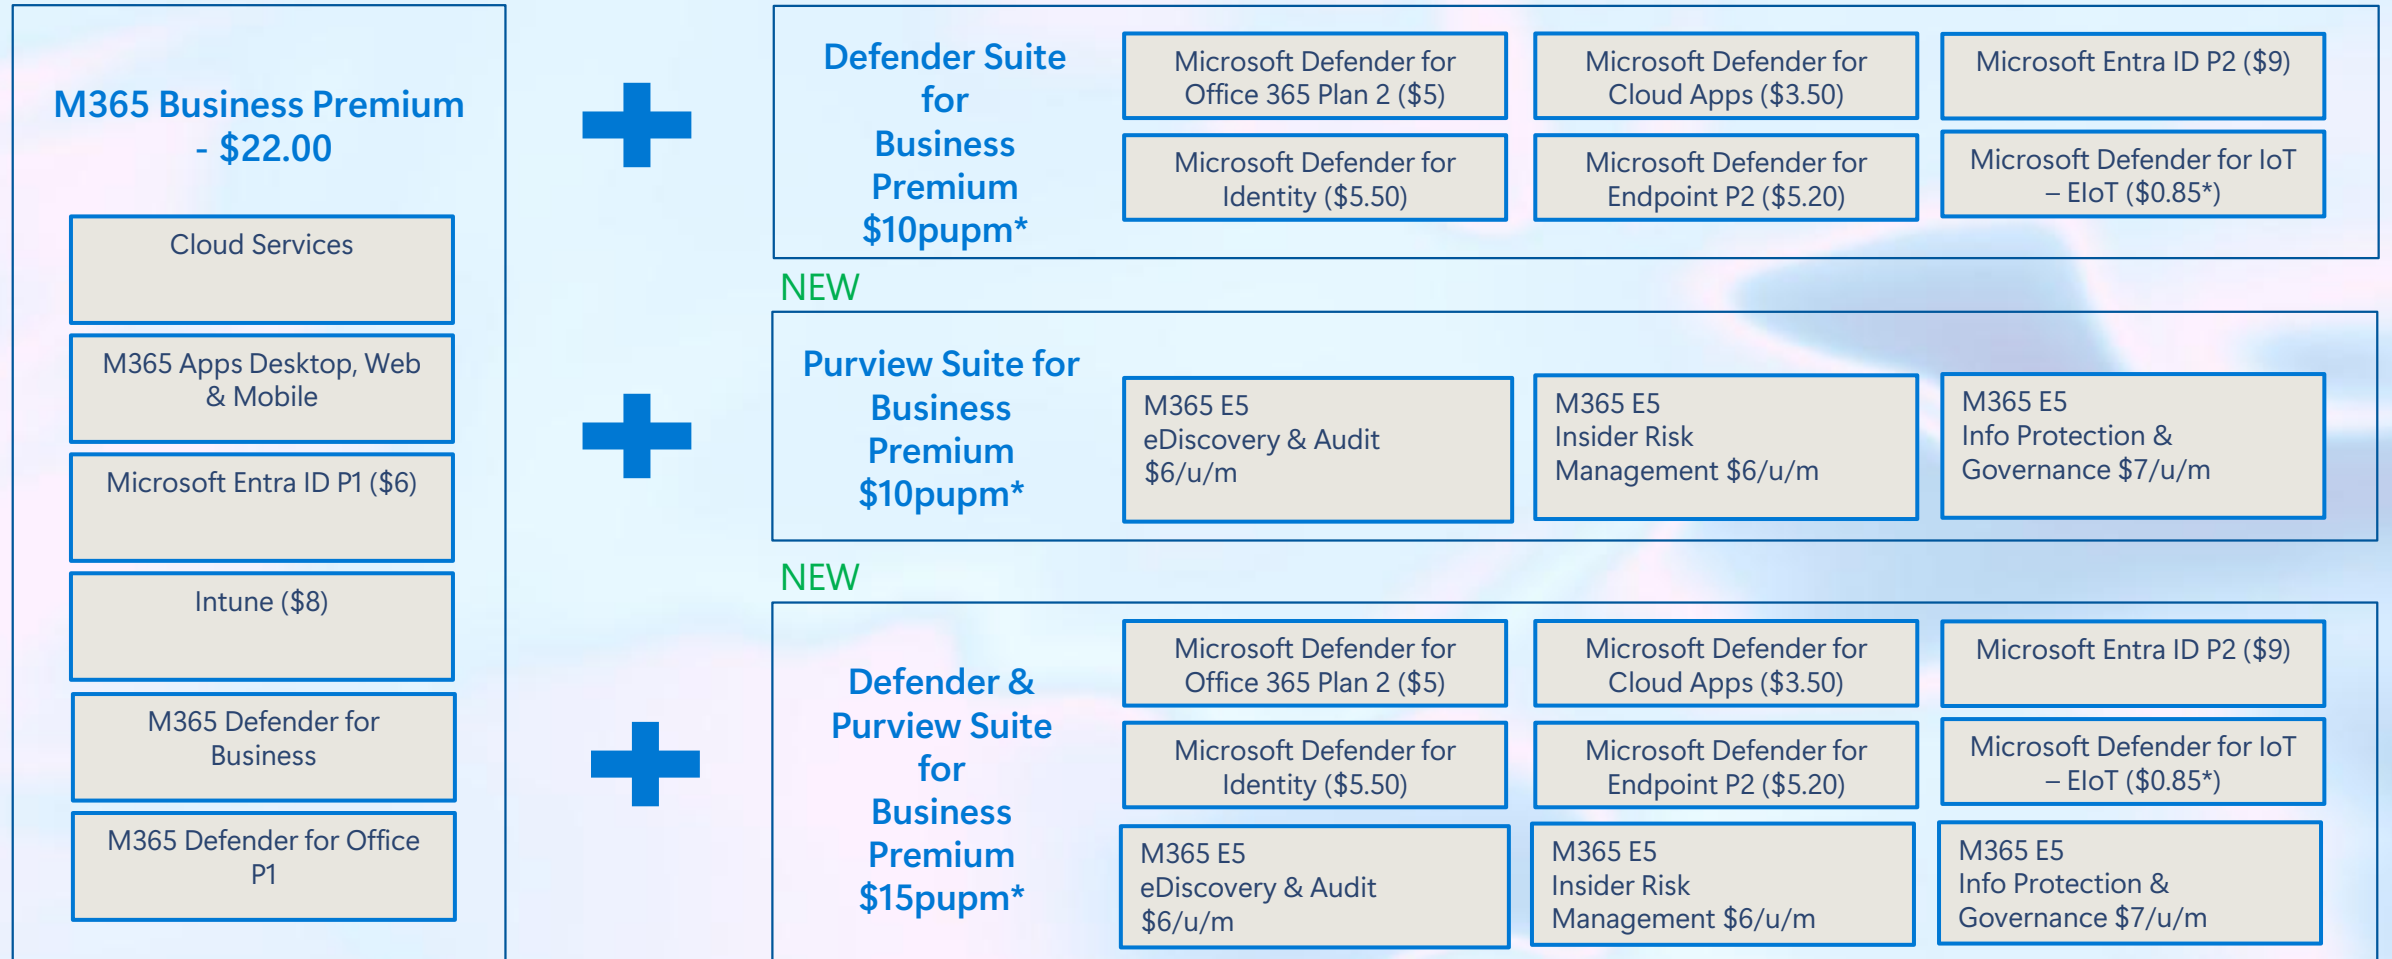 M365 Business Premium
- $22.00
Cloud Services
M365 Apps Desktop, Web
& Mobile
Microsoft Entra ID P1 ($6)
Intune ($8)
M365 Defender for
Business
M365 Defender for Office
P1
Defender Suite
for
Business
Premium
$10pupm*
Microsoft Defender for
Office 365 Plan 2 ($5)
Microsoft Defender for
Cloud Apps ($3.50)
Microsoft Entra ID P2 ($9)
Microsoft Defender for
Identity ($5.50)
Microsoft Defender for
Endpoint P2 ($5.20)
Microsoft Defender for IoT
– EIoT ($0.85*)
NEW
Purview Suite for
Business
Premium
$10pupm*
M365 E5
eDiscovery & Audit
$6/u/m
M365 E5
Insider Risk
Management $6/u/m
M365 E5
Info Protection &
Governance $7/u/m
NEW
Defender &
Purview Suite
for
Business
Premium
$15pupm*
Microsoft Defender for
Office 365 Plan 2 ($5)
Microsoft Defender for
Cloud Apps ($3.50)
Microsoft Entra ID P2 ($9)
Microsoft Defender for
Identity ($5.50)
Microsoft Defender for
Endpoint P2 ($5.20)
Microsoft Defender for IoT
– EIoT ($0.85*)
M365 E5
eDiscovery & Audit
$6/u/m
M365 E5
Insider Risk
Management $6/u/m
M365 E5
Info Protection &
Governance $7/u/m